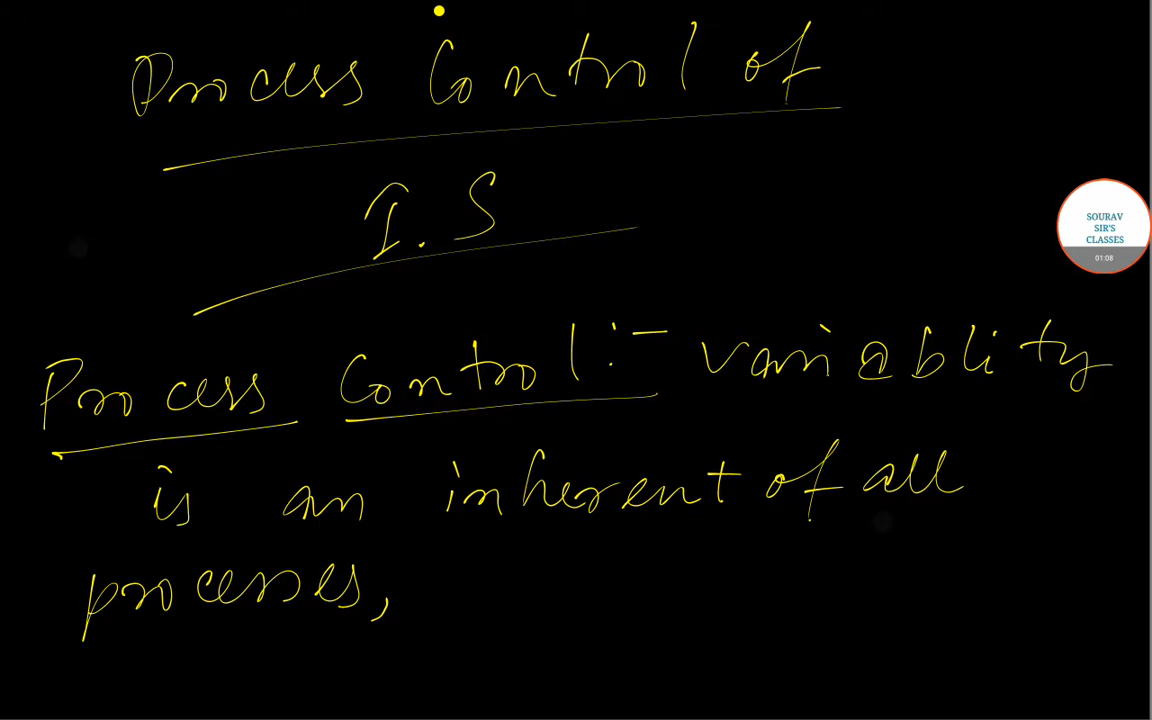 Process Control of
I.S
SOURAV
SIR'S
CLASSES
01:08
Process Control :- variablity
is an inherent of all
processes,